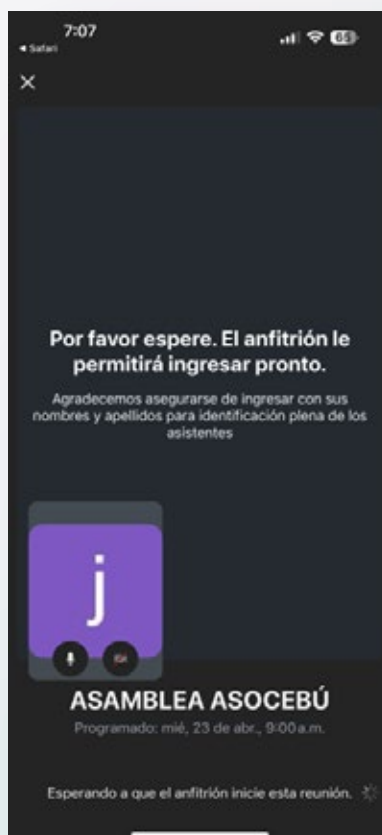 7:07
◂ Safari
65
Por favor espere. El anfitrión le
permitirá ingresar pronto.
Agradecemos asegurarse de ingresar con sus
nombres y apellidos para identificación plena de los
asistentes
j
ASAMBLEA ASOCEBÚ
Programado: mié, 23 de abr., 9:00 a.m.
Esperando a que el anfitrión inicie esta reunión.